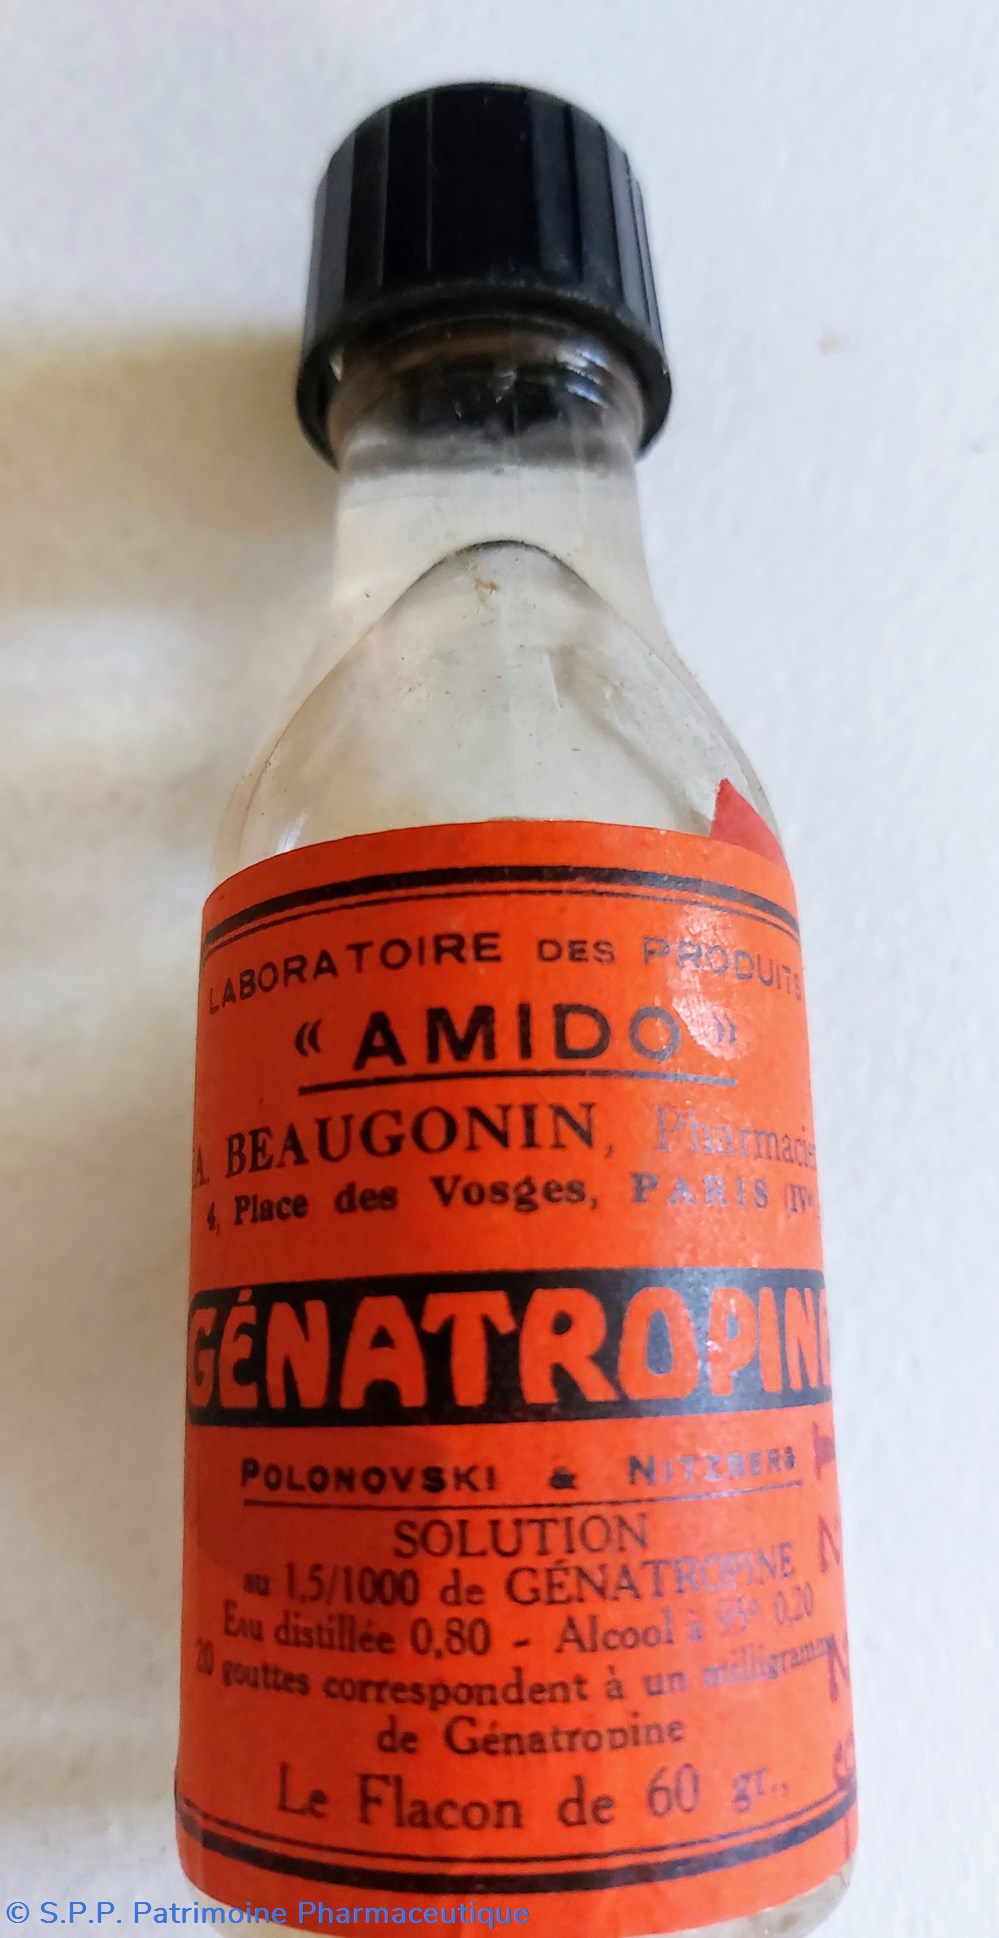 LABORATOIRE DES PRODUITS
« AMIDO »
A. BEAUGONIN, Pharmacie
4, Place des Vosges, PARIS (IVe)
GÉNATROPINE
POLONOVSKI & NITZBERG
SOLUTION
au 1,5/1000 de GÉNATROPINE
Eau distillée 0,80 - Alcool à 95° 0,20
20 gouttes correspondent à un milligramm
de Génatropine
Le Flacon de 60 gr.,
© S.P.P. Patrimoine Pharmaceutique